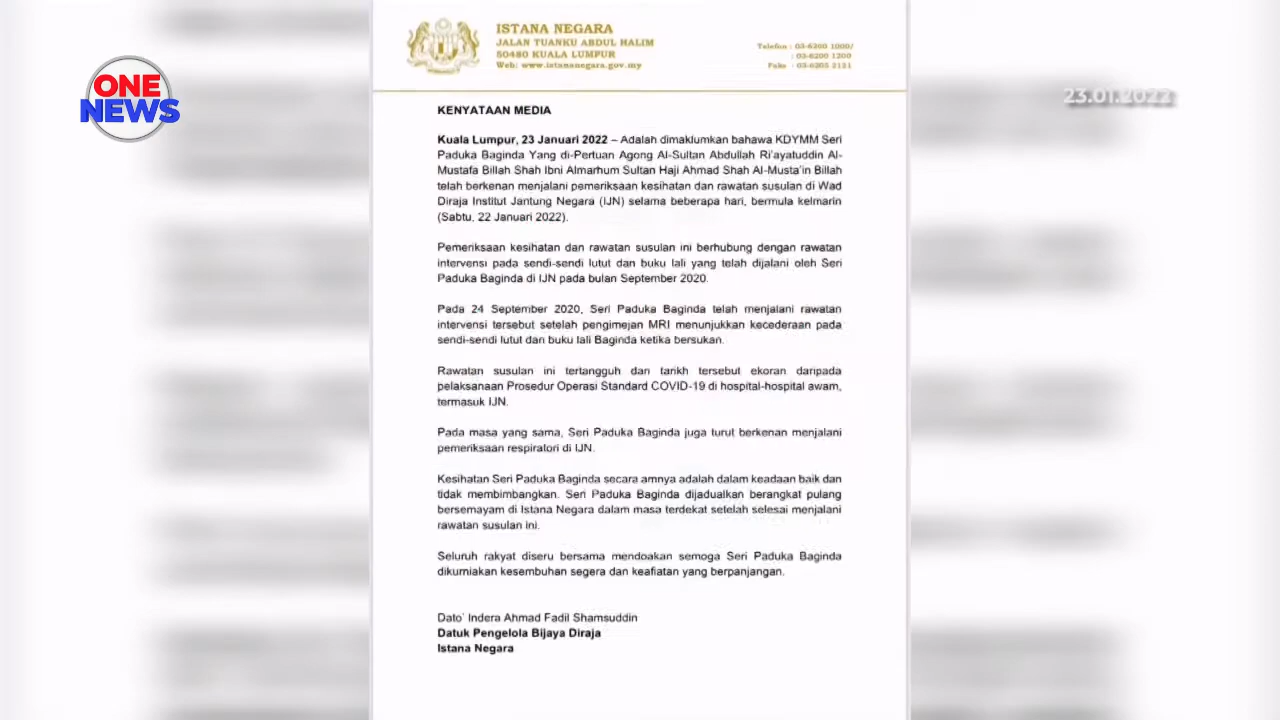 ONE
NEWS
23.01.2022
ISTANA NEGARA
JALAN TUANKU ABDUL HALIM
50480 KUALA LUMPUR
Web: www.istananegara.gov.my
Telefon : 03-6200 1000/
: 03-6200 1200
Faks : 03-6202 2121
KENYATAAN MEDIA
Kuala Lumpur, 23 Januari 2022 – Adalah dimaklumkan bahawa KDYMM Seri
Paduka Baginda Yang di-Pertuan Agong Al-Sultan Abdullah Ri'ayatuddin Al-
Mustafa Billah Shah Ibni Almarhum Sultan Haji Ahmad Shah Al-Musta'in Billah
telah berkenan menjalani pemeriksaan kesihatan dan rawatan susulan di Wad
Diraja Institut Jantung Negara (IJN) selama beberapa hari, bermula kelmarin
(Sabtu, 22 Januari 2022).
Pemeriksaan kesihatan dan rawatan susulan ini berhubung dengan rawatan
intervensi pada sendi-sendi lutut dan buku lali yang telah dijalani oleh Seri
Paduka Baginda di IJN pada bulan September 2020.
Pada 24 September 2020, Seri Paduka Baginda telah menjalani rawatan
intervensi tersebut setelah pengimejan MRI menunjukkan kecederaan pada
sendi-sendi lutut dan buku lali Baginda ketika bersukan.
Rawatan susulan ini tertangguh dari tarikh tersebut ekoran daripada
pelaksanaan Prosedur Operasi Standard COVID-19 di hospital-hospital awam,
termasuk IJN.
Pada masa yang sama, Seri Paduka Baginda juga turut berkenan menjalani
pemeriksaan respiratori di IJN.
Kesihatan Seri Paduka Baginda secara amnya adalah dalam keadaan baik dan
tidak membimbangkan. Seri Paduka Baginda dijadualkan berangkat pulang
bersemayam di Istana Negara dalam masa terdekat setelah selesai menjalani
rawatan susulan ini.
Seluruh rakyat diseru bersama mendoakan semoga Seri Paduka Baginda
dikurniakan kesembuhan segera dan keafiatan yang berpanjangan.
Dato' Indera Ahmad Fadil Shamsuddin
Datuk Pengelola Bijaya Diraja
Istana Negara